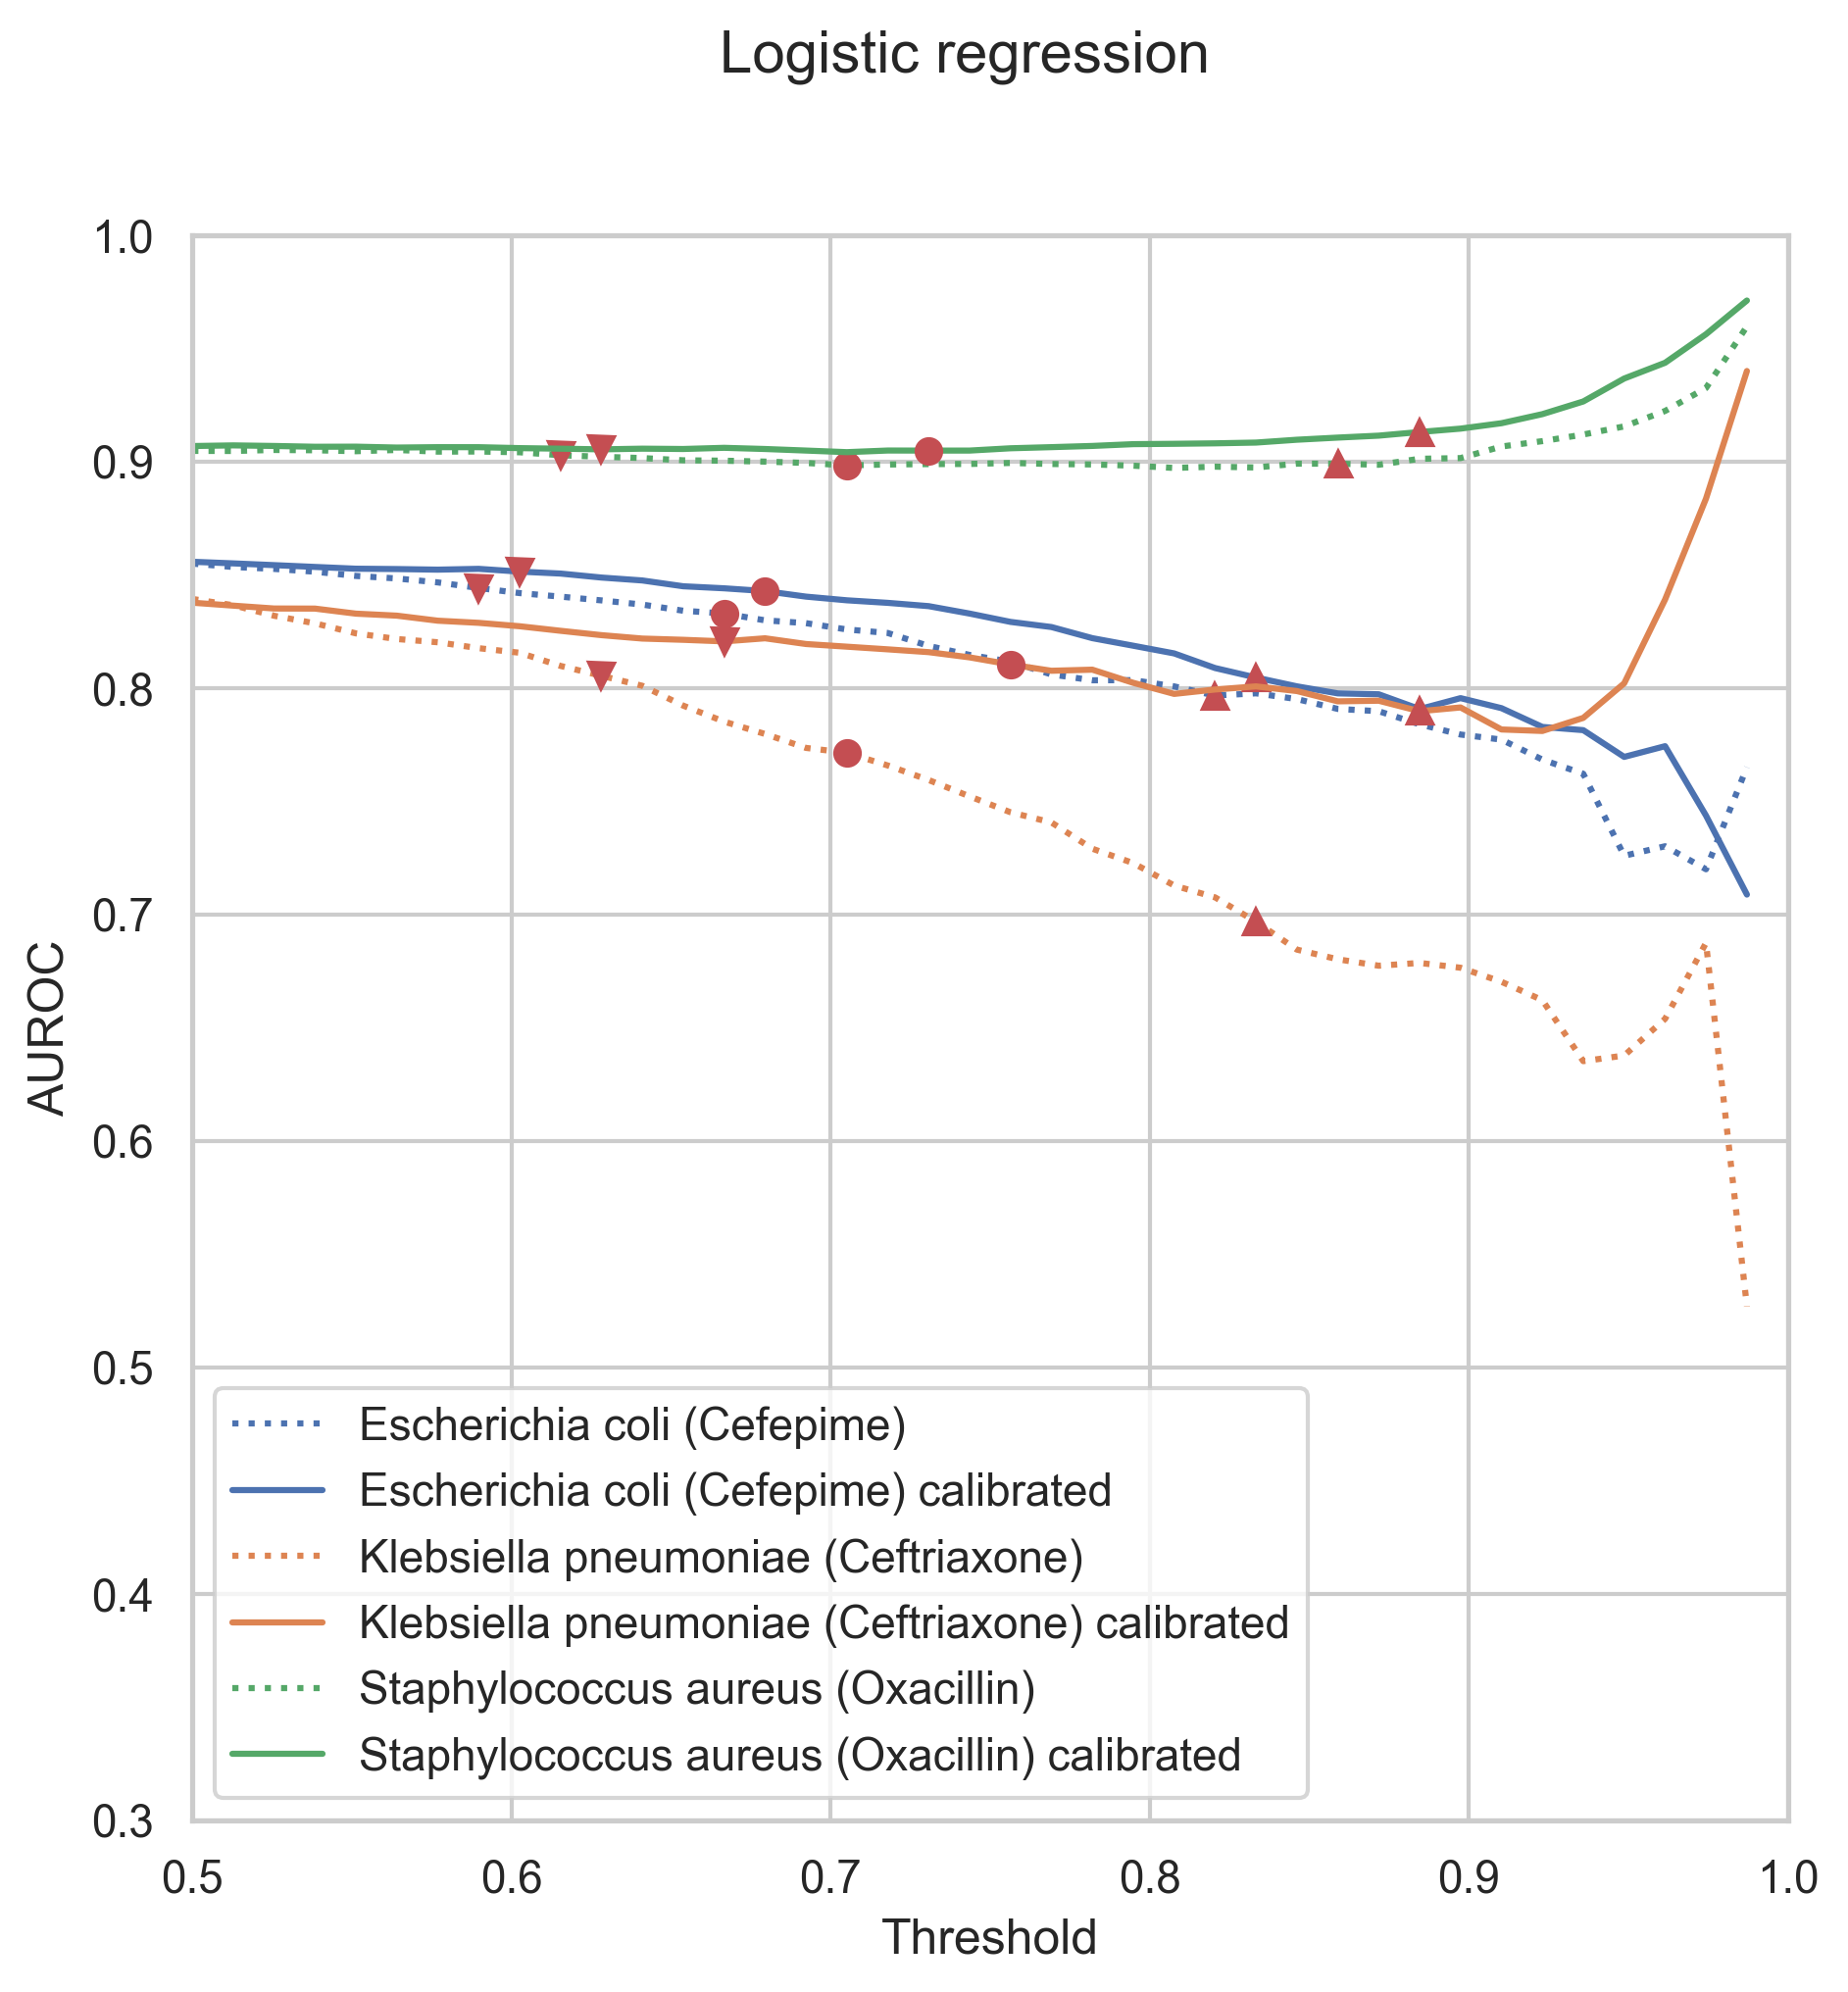 Logistic regression
1.0
0.9
0.8
0.7
0.6
0.5
0.4
0.3
AUROC
Escherichia coli (Cefepime)
Escherichia coli (Cefepime) calibrated
Klebsiella pneumoniae (Ceftriaxone)
Klebsiella pneumoniae (Ceftriaxone) calibrated
Staphylococcus aureus (Oxacillin)
Staphylococcus aureus (Oxacillin) calibrated
0.5 0.6 0.7 0.8 0.9 1.0
Threshold